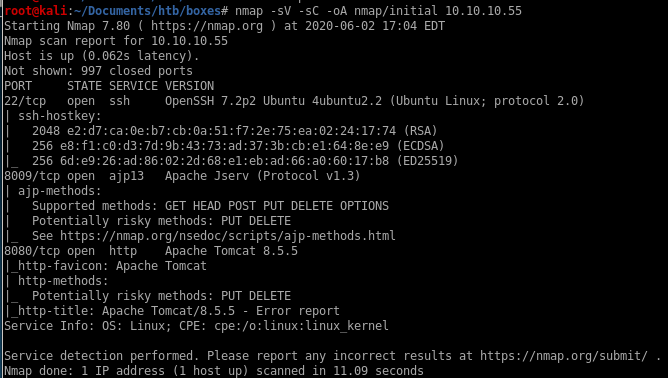 root@kali:~/Documents/htb/boxes# nmap -sV -sC -oA nmap/initial 10.10.10.55
Starting Nmap 7.80 ( https://nmap.org ) at 2020-06-02 17:04 EDT
Nmap scan report for 10.10.10.55
Host is up (0.062s latency).
Not shown: 997 closed ports
PORT     STATE SERVICE VERSION
22/tcp   open  ssh     OpenSSH 7.2p2 Ubuntu 4ubuntu2.2 (Ubuntu Linux; protocol 2.0)
| ssh-hostkey:
|   2048 e2:d7:ca:0e:b7:cb:0a:51:f7:2e:75:ea:02:24:17:74 (RSA)
|   256 e8:f1:c0:d3:7d:9b:43:73:ad:37:3b:cb:e1:64:8e:e9 (ECDSA)
|_  256 6d:e9:26:ad:86:02:2d:68:e1:eb:ad:66:a0:60:17:b8 (ED25519)
8009/tcp open  ajp13   Apache Jserv (Protocol v1.3)
| ajp-methods:
|   Supported methods: GET HEAD POST PUT DELETE OPTIONS
|   Potentially risky methods: PUT DELETE
|_  See https://nmap.org/nsedoc/scripts/ajp-methods.html
8080/tcp open  http    Apache Tomcat 8.5.5
|_http-favicon: Apache Tomcat
| http-methods:
|_  Potentially risky methods: PUT DELETE
|_http-title: Apache Tomcat/8.5.5 - Error report
Service Info: OS: Linux; CPE: cpe:/o:linux:linux_kernel

Service detection performed. Please report any incorrect results at https://nmap.org/submit/ .
Nmap done: 1 IP address (1 host up) scanned in 11.09 seconds